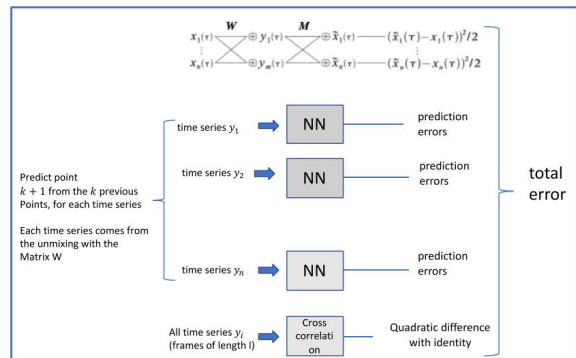 W M
x₁(τ) ⊕ y₁(τ) ⊕ x̃₁(τ) (x̃₁(τ)−x₁(τ))²/2
⋮ ⋮
xₙ(τ) ⊕ yₘ(τ) ⊕ x̃ₙ(τ) (x̃ₙ(τ)−xₙ(τ))²/2
time series y₁
NN
prediction
errors
time series y₂
NN
prediction
errors
Predict point
k + 1 from the k previous
Points, for each time series
Each time series comes from
the unmixing with the
Matrix W
total
error
time series yₙ
NN
prediction
errors
All time series yᵢ
(frames of length l)
Cross
correlati
on
Quadratic difference
with identity